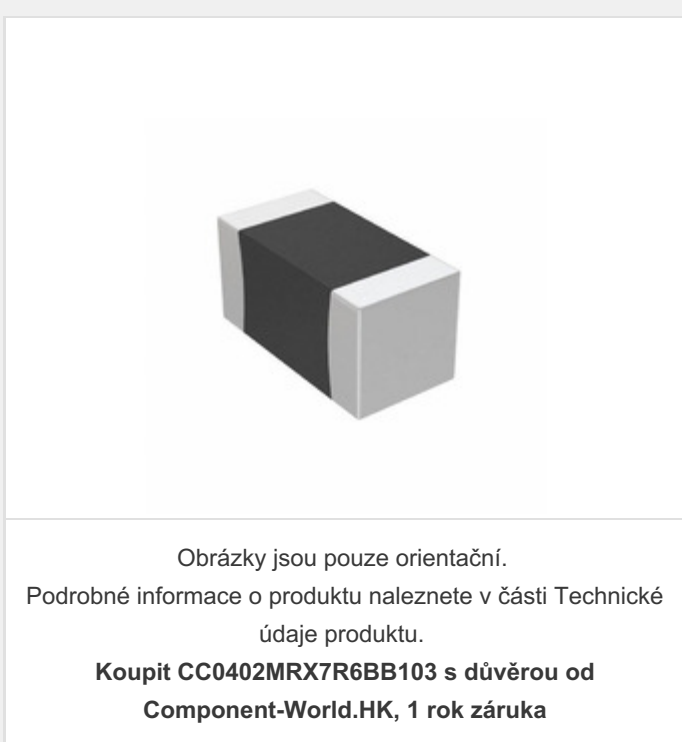 Obrázky jsou pouze orientační.
Podrobné informace o produktu naleznete v části Technické
údaje produktu.
Koupit CC0402MRX7R6BB103 s důvěrou od
Component-World.HK, 1 rok záruka